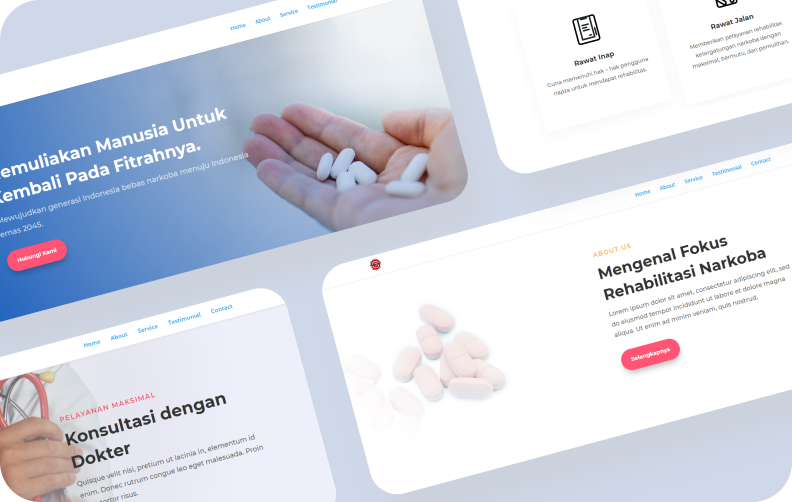 Home About Service Testimonial
emuliakan Manusia Untuk
Kembali Pada Fitrahnya.
Mewujudkan generasi Indonesia bebas narkoba menuju Indonesia
emas 2045.
Hubungi Kami
Rawat Inap
Guna memenuhi hak - hak pengguna
napza untuk mendapat rehabilitas.
Rawat Jalan
Memberikan pelayanan rehabilitas
ketergantungan narkoba dengan
maksimal, bermutu, dan pemulihan.
Home About Service Testimonial Contact
PELAYANAN MAKSIMAL
Konsultasi dengan
Dokter
Quisque velit nisi, pretium ut lacinia in, elementum id
enim. Donec rutrum congue leo eget malesuada. Proin
tortor risus.
Home About Service Testimonial Contact
ABOUT US
Mengenal Fokus
Rehabilitasi Narkoba
Lorem ipsum dolor sit amet, consectetur adipiscing elit, sed
do eiusmod tempor incididunt ut labore et dolore magna
aliqua. Ut enim ad minim veniam, quis nostrud.
Selengkapnya